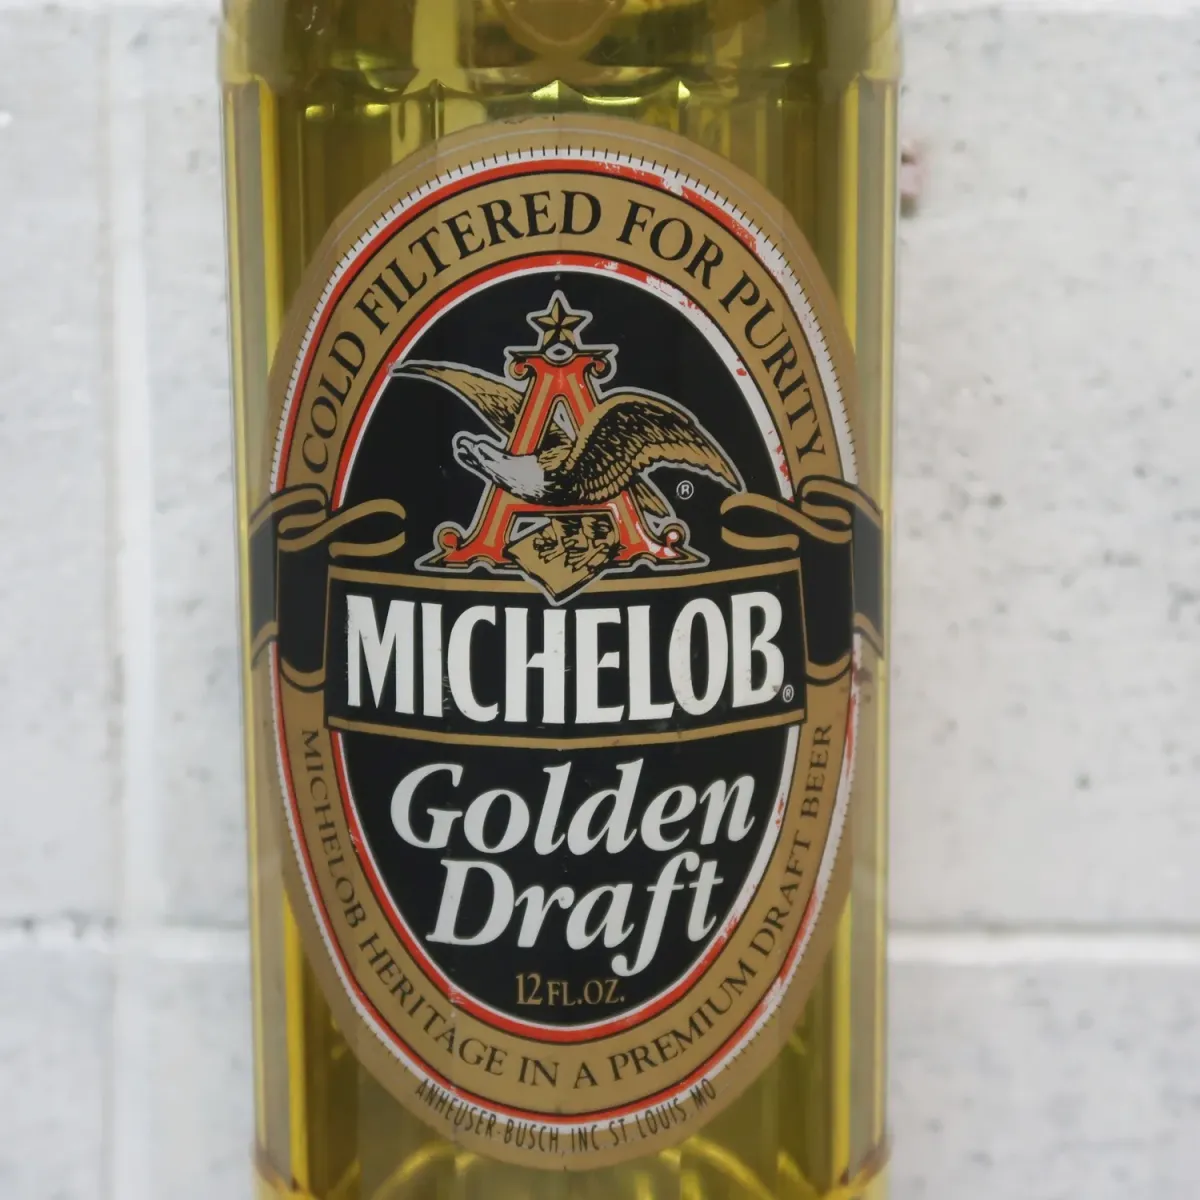 COLD FILTERED FOR PURITY
A
®
MICHELOB®
Golden
Draft
12 FL.OZ.
MICHELOB HERITAGE IN A PREMIUM DRAFT BEER
ANHEUSER-BUSCH, INC. ST. LOUIS, MO